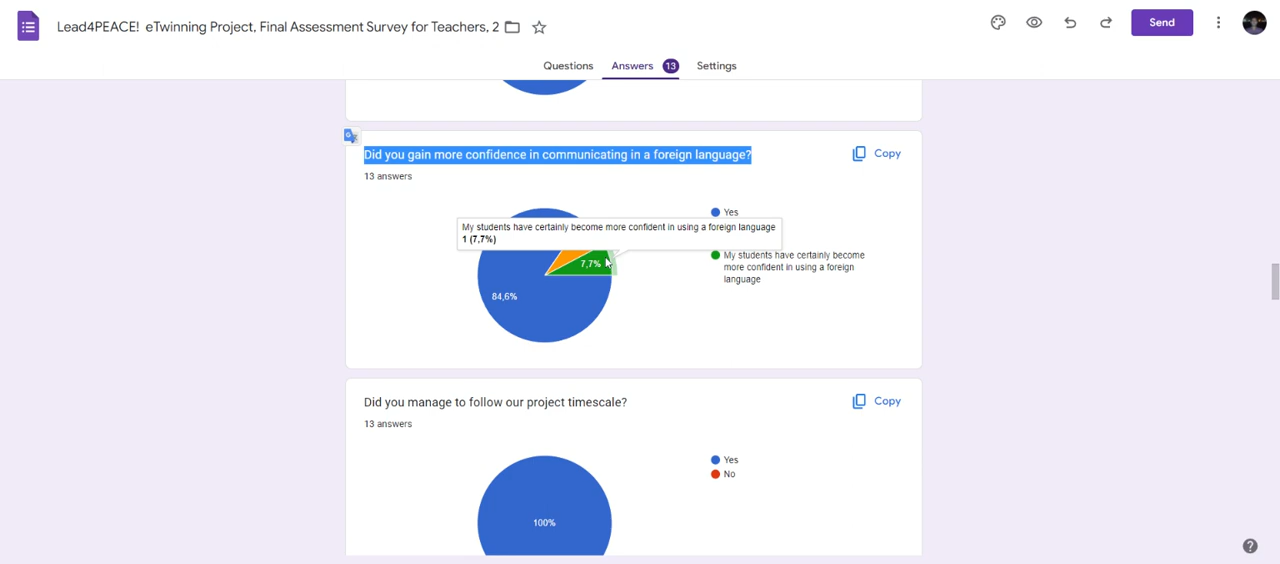 Lead4PEACE! eTwinning Project, Final Assessment Survey for Teachers, 2
Send
Questions
Answers 13
Settings
Did you gain more confidence in communicating in a foreign language?
Copy
13 answers
Yes
My students have certainly become more confident in using a foreign language
1 (7,7%)
7,7%
84,6%
My students have certainly become
more confident in using a foreign
language
Did you manage to follow our project timescale?
Copy
13 answers
Yes
No
100%